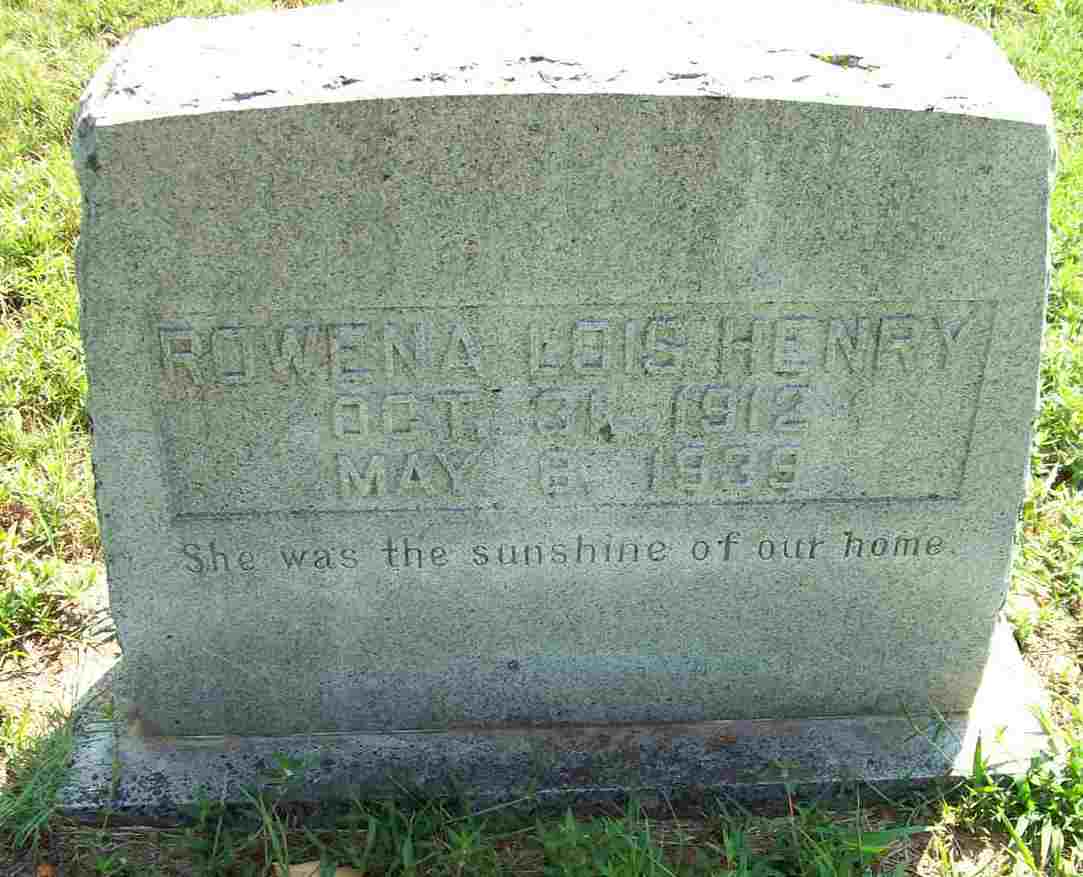 ROWENA LOIS HENRY
OCT. 31, 1912
MAY 6, 1939
She was the sunshine of our home.